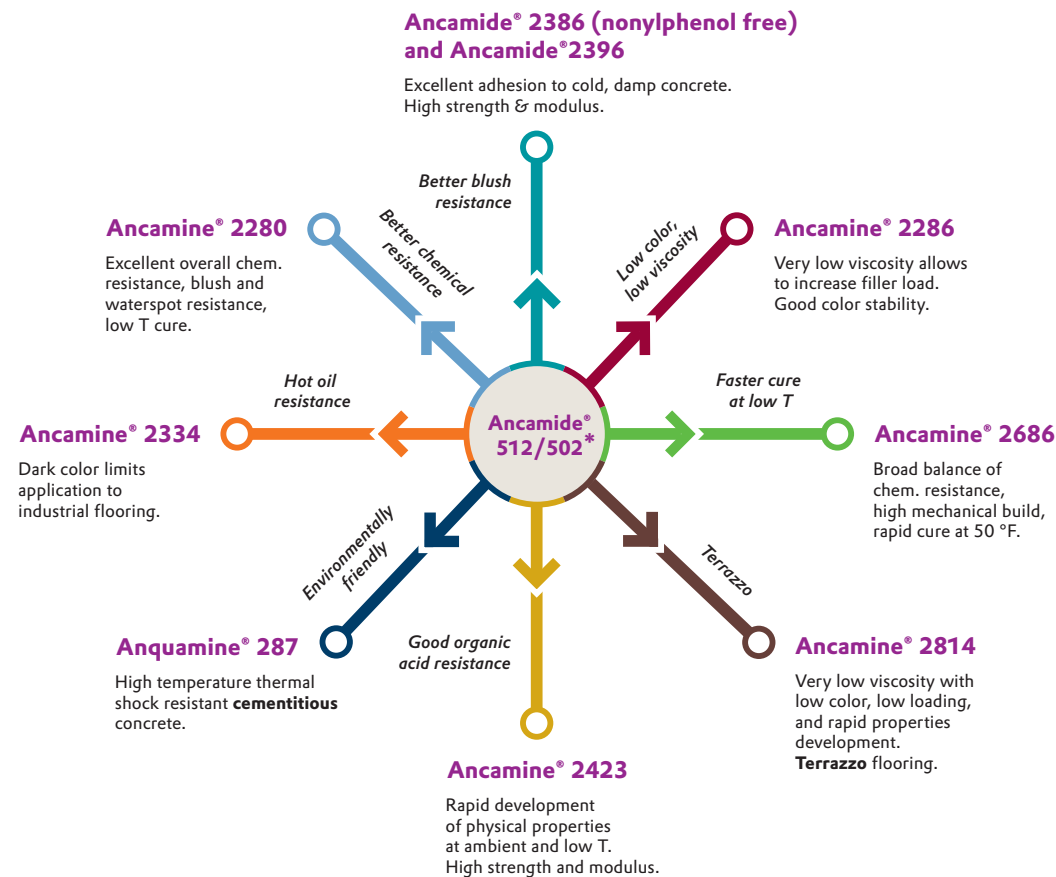 Ancamide® 2386 (nonylphenol free)
and Ancamide®2396
Excellent adhesion to cold, damp concrete.
High strength & modulus.
Better blush
resistance
Better chemical
resistance
Low color,
low viscosity
Ancamine® 2280
Excellent overall chem.
resistance, blush and
waterspot resistance,
low T cure.
Ancamine® 2286
Very low viscosity allows
to increase filler load.
Good color stability.
Hot oil
resistance
Faster cure
at low T
Ancamine® 2334
Dark color limits
application to
industrial flooring.
Ancamide®
512/502*
Ancamine® 2686
Broad balance of
chem. resistance,
high mechanical build,
rapid cure at 50 °F.
Environmentally
friendly
Terrazzo
Anquamine® 287
High temperature thermal
shock resistant cementitious
concrete.
Good organic
acid resistance
Ancamine® 2814
Very low viscosity with
low color, low loading,
and rapid properties
development.
Terrazzo flooring.
Ancamine® 2423
Rapid development
of physical properties
at ambient and low T.
High strength and modulus.